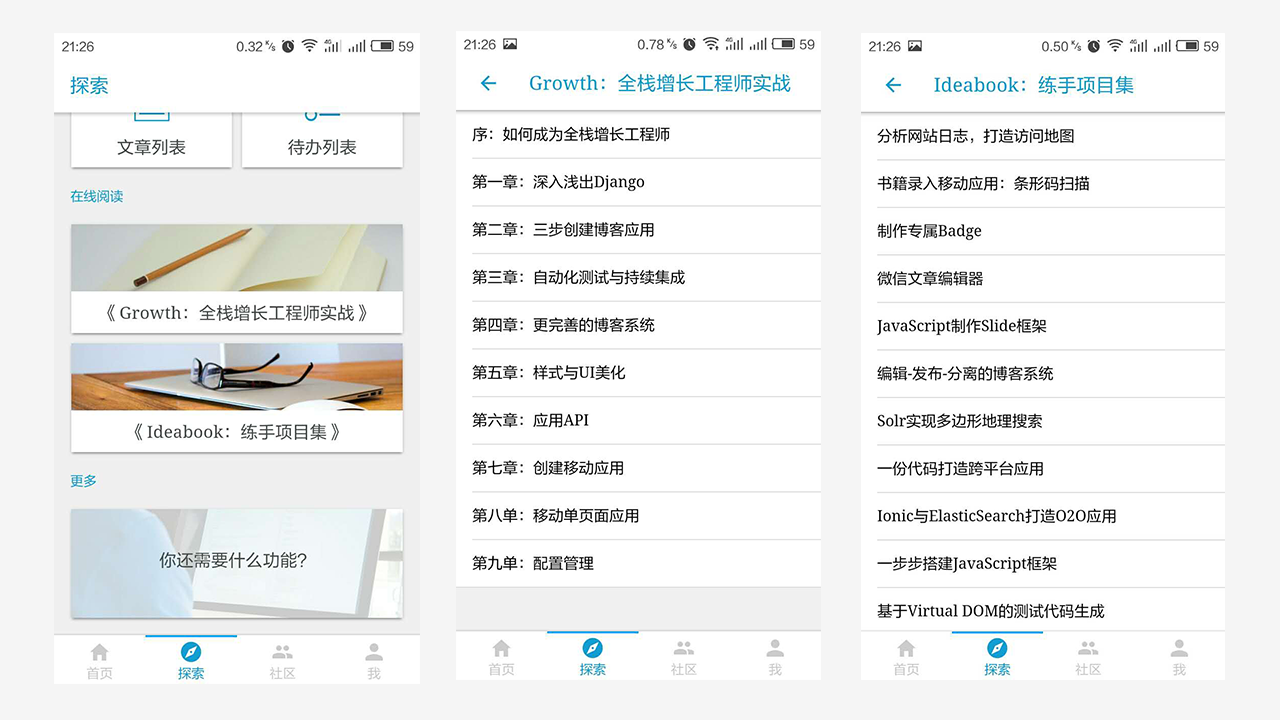 21:26 0.32 K/s 4G 59
探索
文章列表
待办列表
在线阅读
《 Growth：全栈增长工程师实战 》
《 Ideabook：练手项目集 》
更多
你还需要什么功能？
首页 探索 社区 我
21:26 0.78 K/s 4G 59
Growth：全栈增长工程师实战
序：如何成为全栈增长工程师
第一章：深入浅出Django
第二章：三步创建博客应用
第三章：自动化测试与持续集成
第四章：更完善的博客系统
第五章：样式与UI美化
第六章：应用API
第七章：创建移动应用
第八单：移动单页面应用
第九单：配置管理
首页 探索 社区 我
21:26 0.50 K/s 4G 59
Ideabook：练手项目集
分析网站日志，打造访问地图
书籍录入移动应用：条形码扫描
制作专属Badge
微信文章编辑器
JavaScript制作Slide框架
编辑-发布-分离的博客系统
Solr实现多边形地理搜索
一份代码打造跨平台应用
Ionic与ElasticSearch打造O2O应用
一步步搭建JavaScript框架
基于Virtual DOM的测试代码生成
首页 探索 社区 我